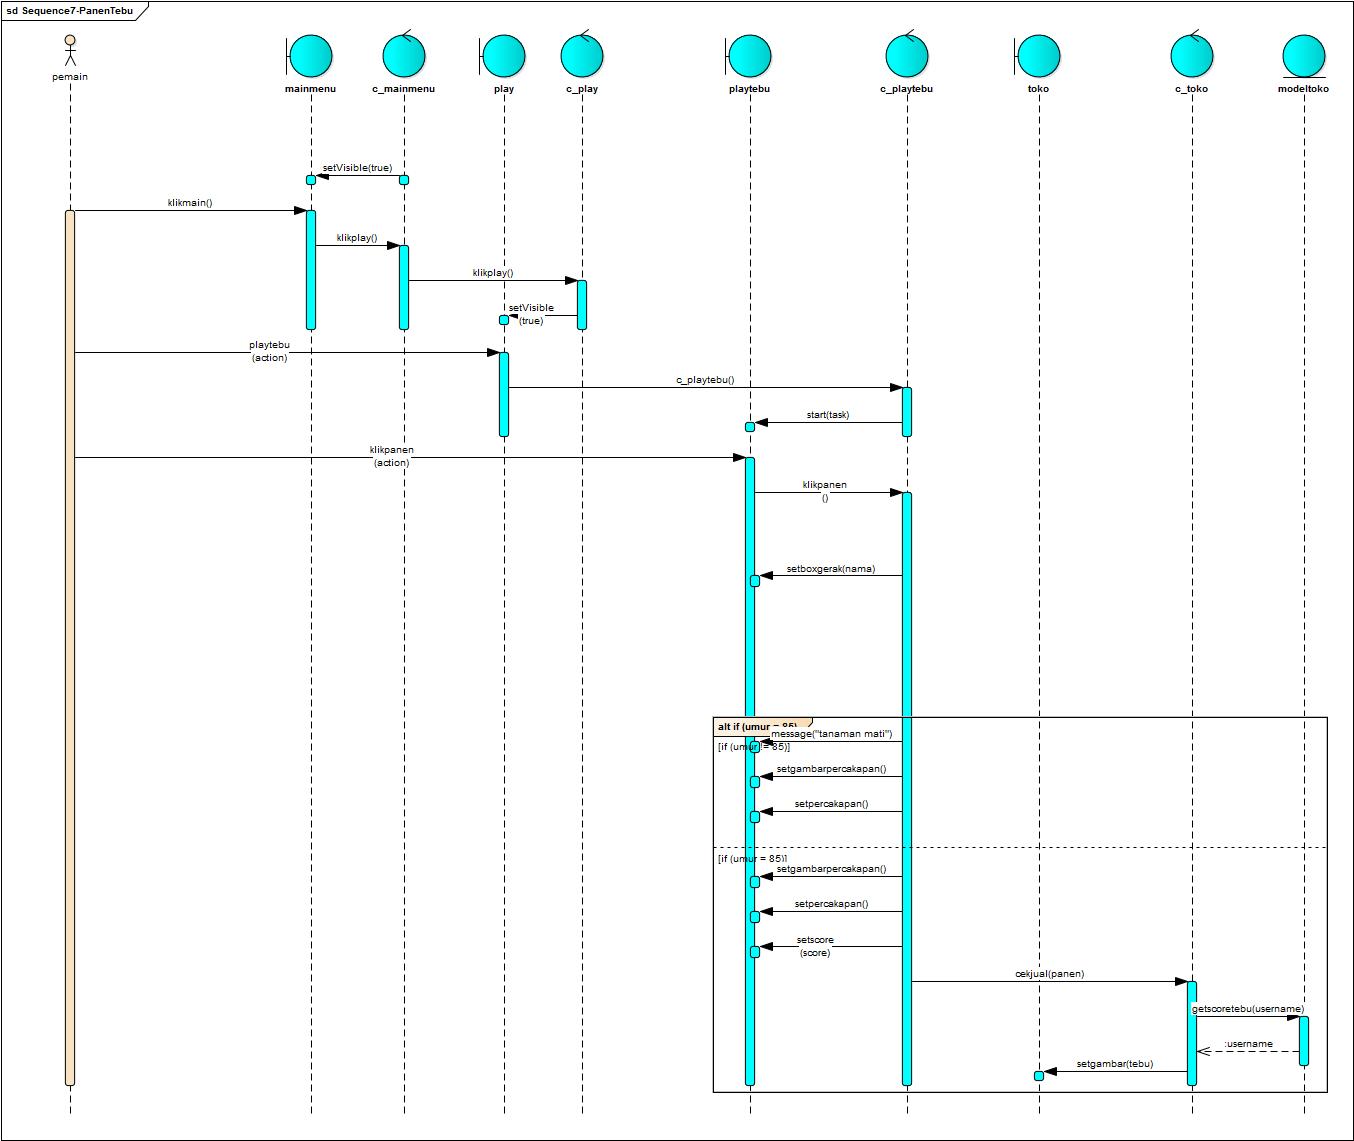 sd Sequence7-PanenTebu
pemain
mainmenu
c_mainmenu
play
c_play
playtebu
c_playtebu
toko
c_toko
modeltoko
setVisible(true)
klikmain()
klikplay()
klikplay()
setVisible
(true)
playtebu
(action)
c_playtebu()
start(task)
klikpanen
(action)
klikpanen
()
setboxgerak(nama)
alt if (umur = 85)
message("tanaman mati")
[if (umur != 85)]
setgambarpercakapan()
setpercakapan()
[if (umur = 85)]
setgambarpercakapan()
setpercakapan()
setscore
(score)
cekjual(panen)
getscoretebu(username)
:username
setgambar(tebu)